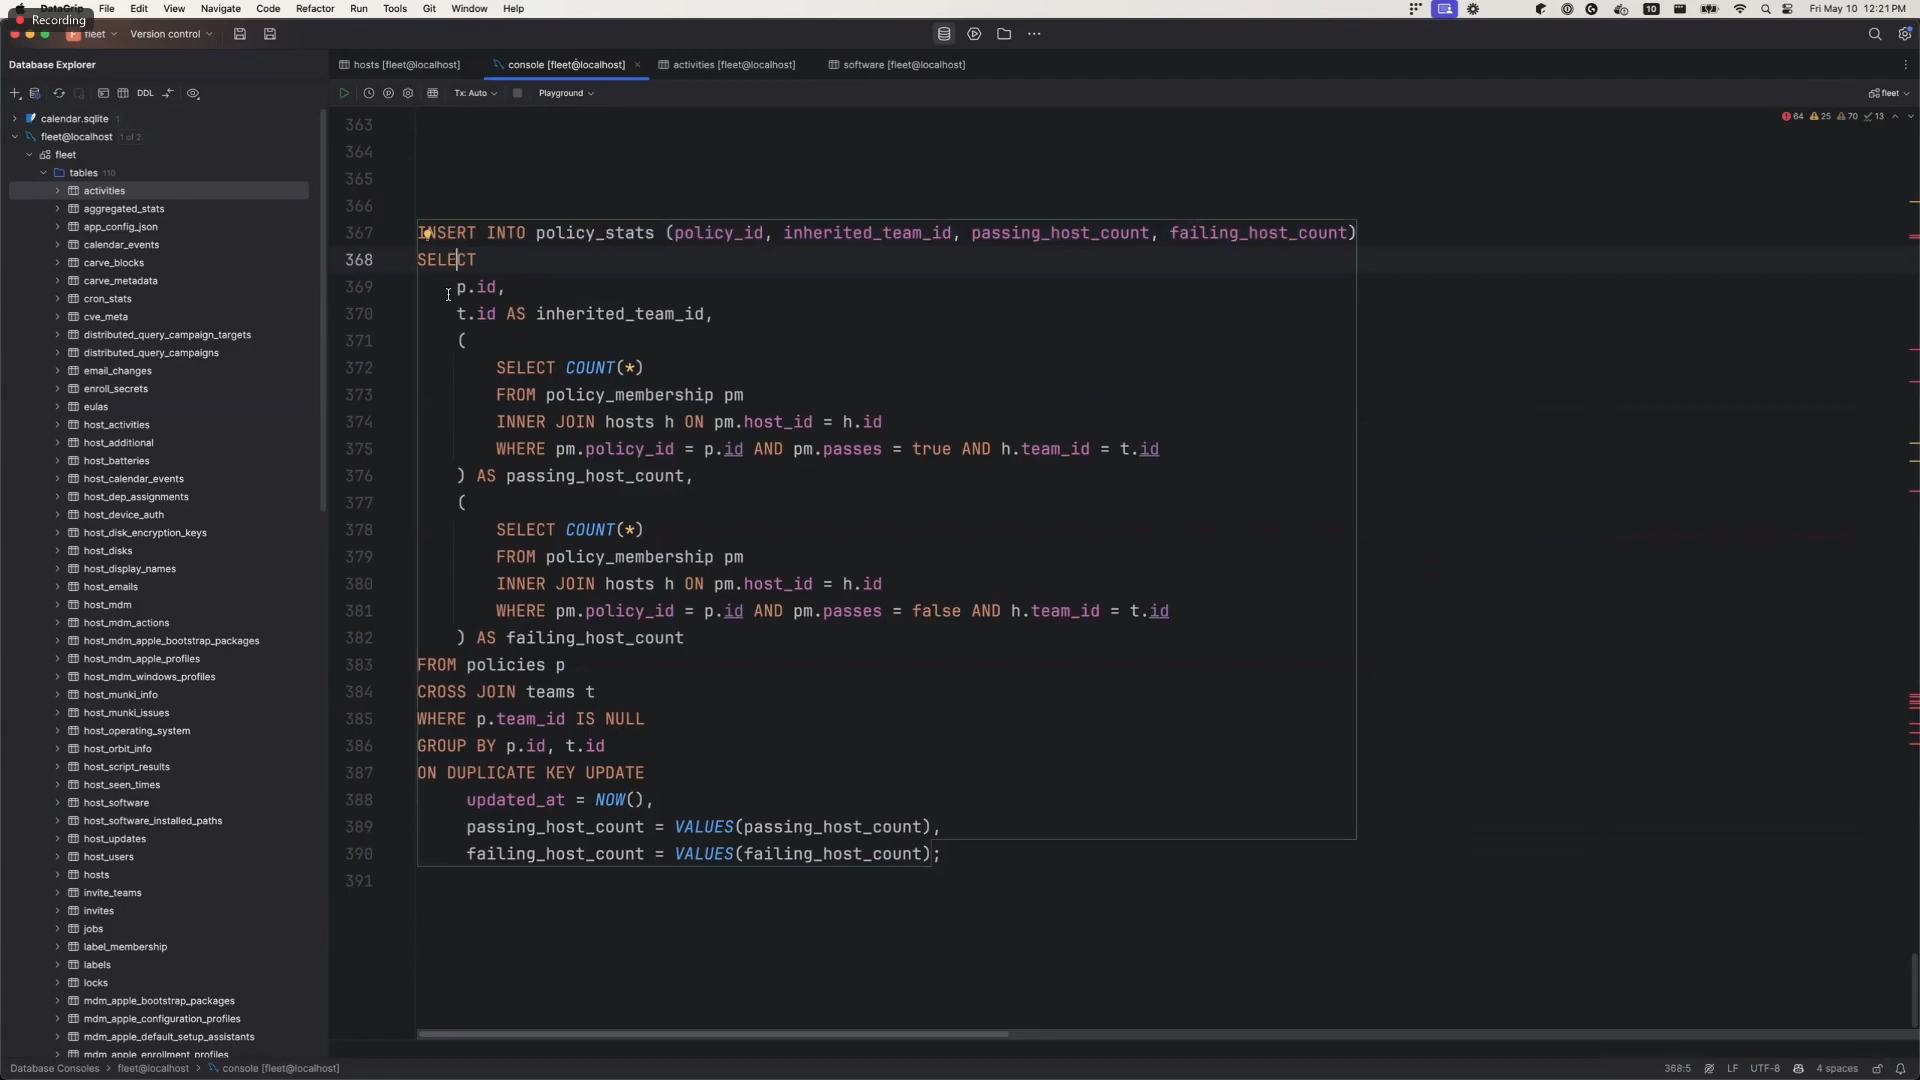 DataGrip File Edit View Navigate Code Refactor Run Tools Git Window Help 10 Fri May 10 12:21 PM
Recording
F fleet Version control
Database Explorer
hosts [fleet@localhost] console [fleet@localhost] activities [fleet@localhost] software [fleet@localhost]
DDL Tx: Auto Playground fleet
64 25 70 13
calendar.sqlite 1
fleet@localhost 1 of 2
fleet
tables 110
activities
aggregated_stats
app_config_json
calendar_events
carve_blocks
carve_metadata
cron_stats
cve_meta
distributed_query_campaign_targets
distributed_query_campaigns
email_changes
enroll_secrets
eulas
host_activities
host_additional
host_batteries
host_calendar_events
host_dep_assignments
host_device_auth
host_disk_encryption_keys
host_disks
host_display_names
host_emails
host_mdm
host_mdm_actions
host_mdm_apple_bootstrap_packages
host_mdm_apple_profiles
host_mdm_windows_profiles
host_munki_info
host_munki_issues
host_operating_system
host_orbit_info
host_script_results
host_seen_times
host_software
host_software_installed_paths
host_updates
host_users
hosts
invite_teams
invites
jobs
label_membership
labels
locks
mdm_apple_bootstrap_packages
mdm_apple_configuration_profiles
mdm_apple_default_setup_assistants
mdm_apple_enrollment_profiles
363
364
365
366
367 INSERT INTO policy_stats (policy_id, inherited_team_id, passing_host_count, failing_host_count)
368 SELECT
369 p.id,
370 t.id AS inherited_team_id,
371 (
372 SELECT COUNT(*)
373 FROM policy_membership pm
374 INNER JOIN hosts h ON pm.host_id = h.id
375 WHERE pm.policy_id = p.id AND pm.passes = true AND h.team_id = t.id
376 ) AS passing_host_count,
377 (
378 SELECT COUNT(*)
379 FROM policy_membership pm
380 INNER JOIN hosts h ON pm.host_id = h.id
381 WHERE pm.policy_id = p.id AND pm.passes = false AND h.team_id = t.id
382 ) AS failing_host_count
383 FROM policies p
384 CROSS JOIN teams t
385 WHERE p.team_id IS NULL
386 GROUP BY p.id, t.id
387 ON DUPLICATE KEY UPDATE
388 updated_at = NOW(),
389 passing_host_count = VALUES(passing_host_count),
390 failing_host_count = VALUES(failing_host_count);
391
Database Consoles fleet@localhost console [fleet@localhost] 368:5 LF UTF-8 4 spaces